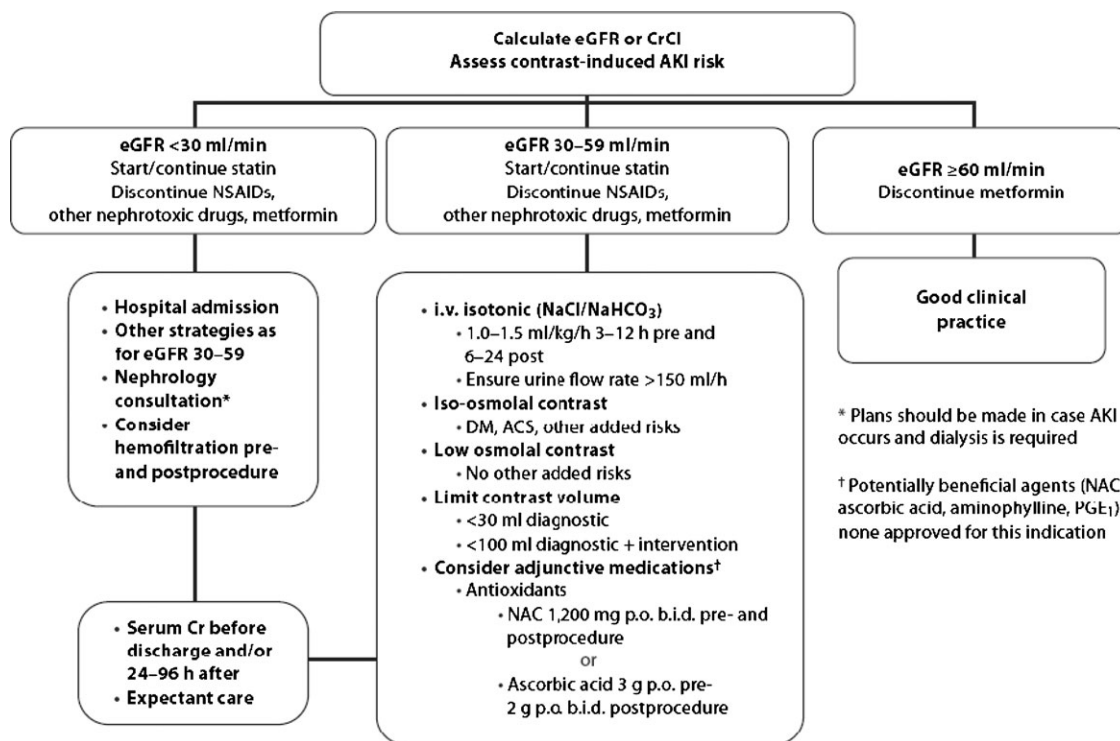 Calculate eGFR or CrCl
Assess contrast-induced AKI risk
eGFR <30 ml/min
Start/continue statin
Discontinue NSAIDs,
other nephrotoxic drugs, metformin
eGFR 30–59 ml/min
Start/continue statin
Discontinue NSAIDs,
other nephrotoxic drugs, metformin
eGFR ≥60 ml/min
Discontinue metformin
• Hospital admission
• Other strategies as
for eGFR 30–59
• Nephrology
consultation*
• Consider
hemofiltration pre-
and postprocedure
• i.v. isotonic (NaCl/NaHCO₃)
• 1.0–1.5 ml/kg/h 3–12 h pre and
6–24 post
• Ensure urine flow rate >150 ml/h
• Iso-osmolal contrast
• DM, ACS, other added risks
• Low osmolal contrast
• No other added risks
• Limit contrast volume
• <30 ml diagnostic
• <100 ml diagnostic + intervention
• Consider adjunctive medications†
• Antioxidants
• NAC 1,200 mg p.o. b.i.d. pre- and
postprocedure
or
• Ascorbic acid 3 g p.o. pre-
2 g p.o. b.i.d. postprocedure
Good clinical
practice
* Plans should be made in case AKI
occurs and dialysis is required
† Potentially beneficial agents (NAC
ascorbic acid, aminophylline, PGE₁)
none approved for this indication
• Serum Cr before
discharge and/or
24–96 h after
• Expectant care